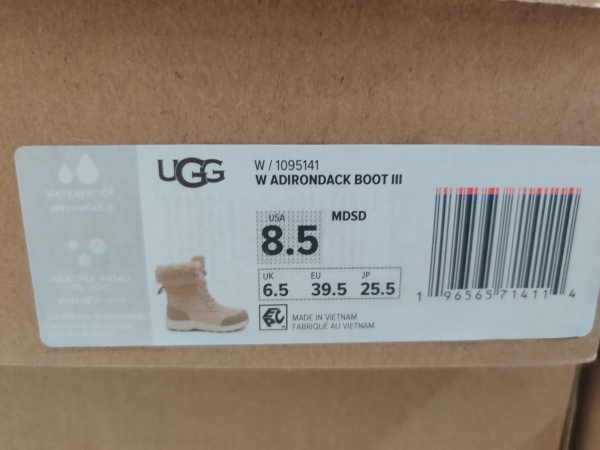 WATERPROOF
UGG
W / 1095141
W ADIRONDACK BOOT III
USA
MDSD
8.5
UK EU JP
6.5 39.5 25.5
MADE IN VIETNAM
FABRIQUÉ AU VIETNAM
1 96565 71411 4